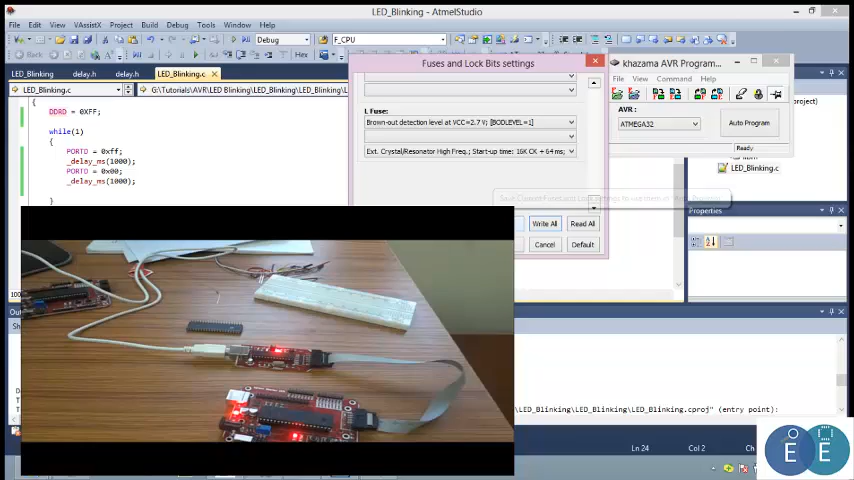 LED_Blinking - AtmelStudio
File Edit View VAssistX Project Build Debug Tools Window Help
Debug
F_CPU
Hex
LED_Blinking
delay.h
delay.h
LED_Blinking.c
LED_Blinking.c
G:\Tutorials\AVR\LED Blinking\LED_Blinking\LED_Blinking\
{
DDRD = 0XFF;
while(1)
PORTD = 0xff;
_delay_ms(1000);
PORTD = 0x00;
_delay_ms(1000);
}
Fuses and Lock Bits settings
L Fuse:
Brown-out detection level at VCC=2.7 V; [BODLEVEL=1]
Ext. Crystal/Resonator High Freq.; Start-up time: 16K CK + 64 ms;
Write All
Read All
Cancel
Default
khazama AVR Program...
File View Command Help
AVR :
ATMEGA32
Auto Program
Ready
LED_Blinking.c
Properties
ED_Blinking\LED_Blinking.cproj" (entry point):
Ln 24
Col 2
E E